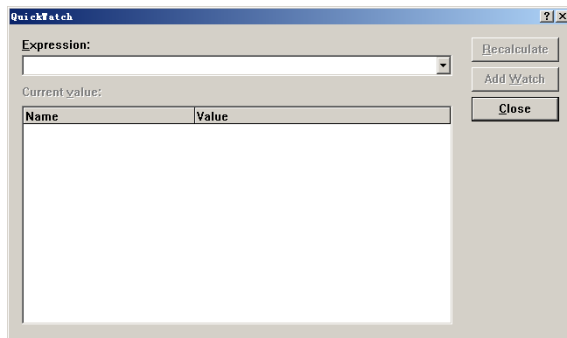 QuickWatch
Expression:
Recalculate
Add Watch
Current value:
Close
Name Value